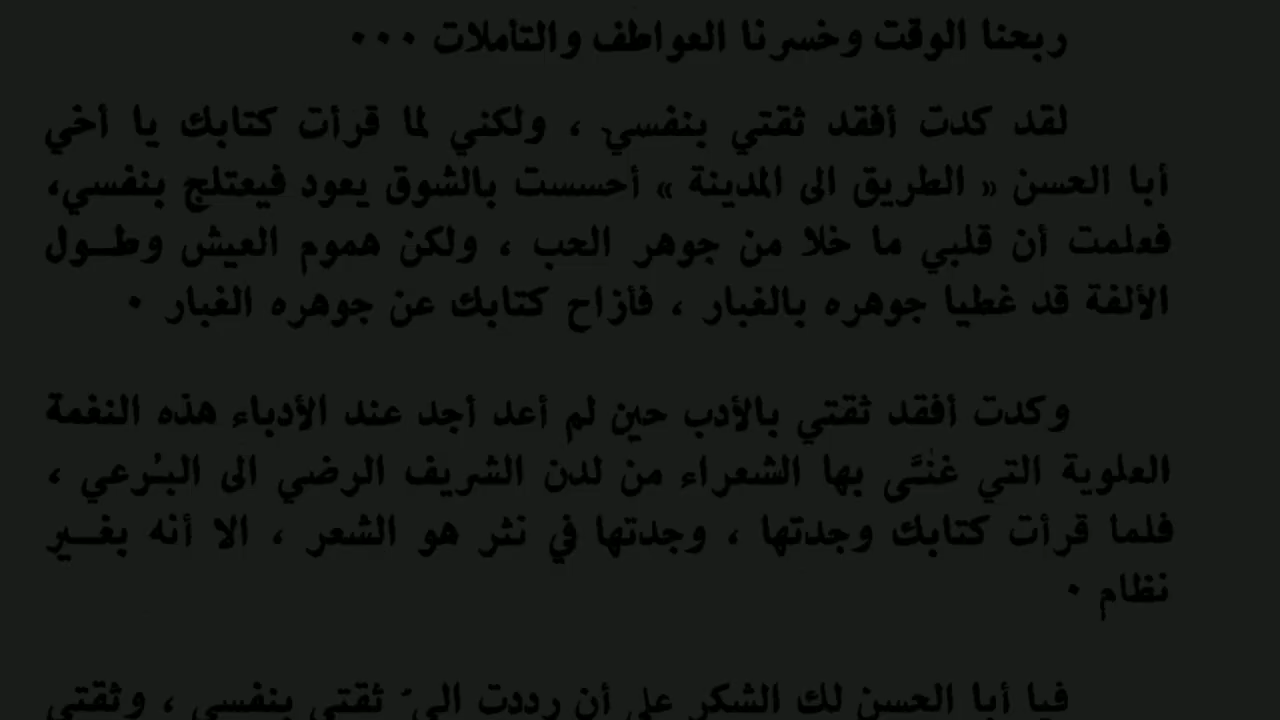 ربحنا الوقت وخسرنا العواطف والتأملات ٠٠٠
لقد كدت أفقد ثقتي بنفسي ، ولكني لما قرأت كتابك يا أخي
أبا الحسن « الطريق الى المدينة » أحسست بالشوق يعود فيعتلج بنفسي،
فعلمت أن قلبي ما خلا من جوهر الحب ، ولكن هموم العيش وطــول
الألفة قد غطيا جوهره بالغبار ، فأزاح كتابك عن جوهره الغبار ٠
وكدت أفقد ثقتي بالأدب حين لم أعد أجد عند الأدباء هذه النغمة
العلوية التي غنّى بها الشعراء من لدن الشريف الرضي الى البُرعي ،
فلما قرأت كتابك وجدتها ، وجدتها في نثر هو الشعر ، الا أنه بغــير
نظام ٠
فيا أبا الحسن لك الشكر على أن رددت اليّ ثقتي بنفسي ، وثقتي